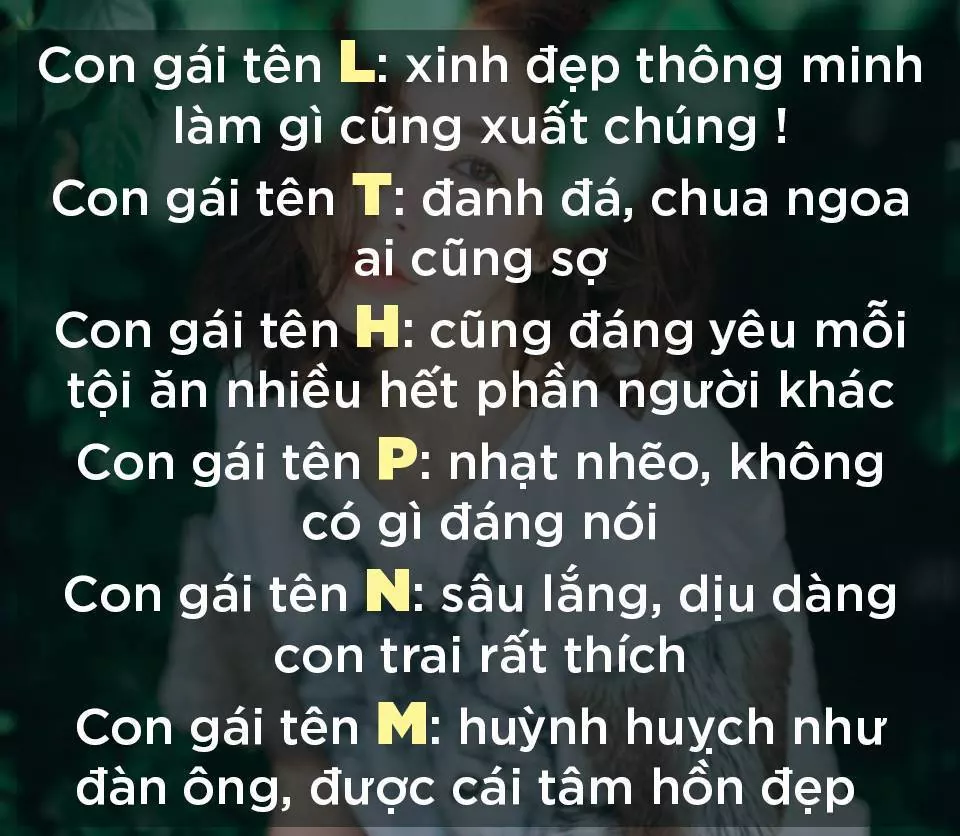 Con gái tên L: xinh đẹp thông minh
làm gì cũng xuất chúng !
Con gái tên T: đanh đá, chua ngoa
ai cũng sợ
Con gái tên H: cũng đáng yêu mỗi
tội ăn nhiều hết phần người khác
Con gái tên P: nhạt nhẽo, không
có gì đáng nói
Con gái tên N: sâu lắng, dịu dàng
con trai rất thích
Con gái tên M: huỳnh huỵch như
đàn ông, được cái tâm hồn đẹp